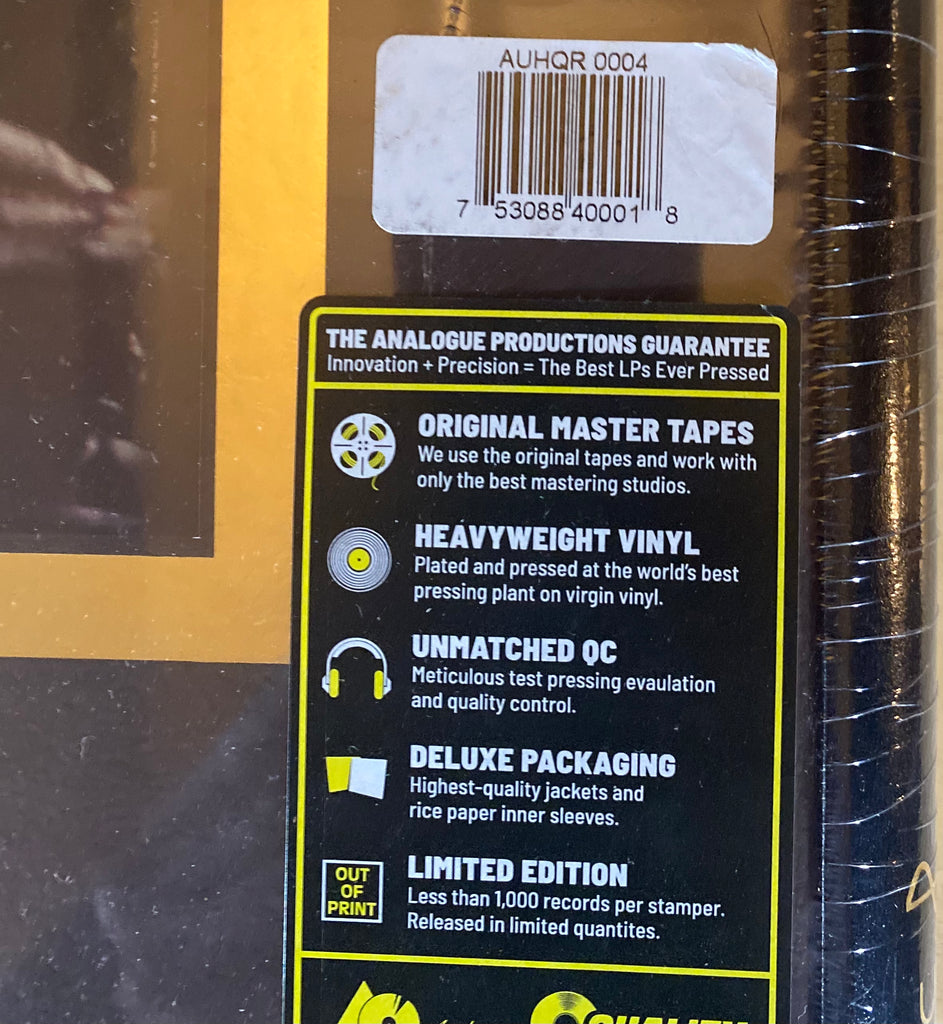 AUHQR 0004
7 53088 40001 8
THE ANALOGUE PRODUCTIONS GUARANTEE
Innovation + Precision = The Best LPs Ever Pressed
ORIGINAL MASTER TAPES
We use the original tapes and work with
only the best mastering studios.
HEAVYWEIGHT VINYL
Plated and pressed at the world's best
pressing plant on virgin vinyl.
UNMATCHED QC
Meticulous test pressing evaulation
and quality control.
DELUXE PACKAGING
Highest-quality jackets and
rice paper inner sleeves.
OUT
OF
PRINT
LIMITED EDITION
Less than 1,000 records per stamper.
Released in limited quantites.
QUALITY